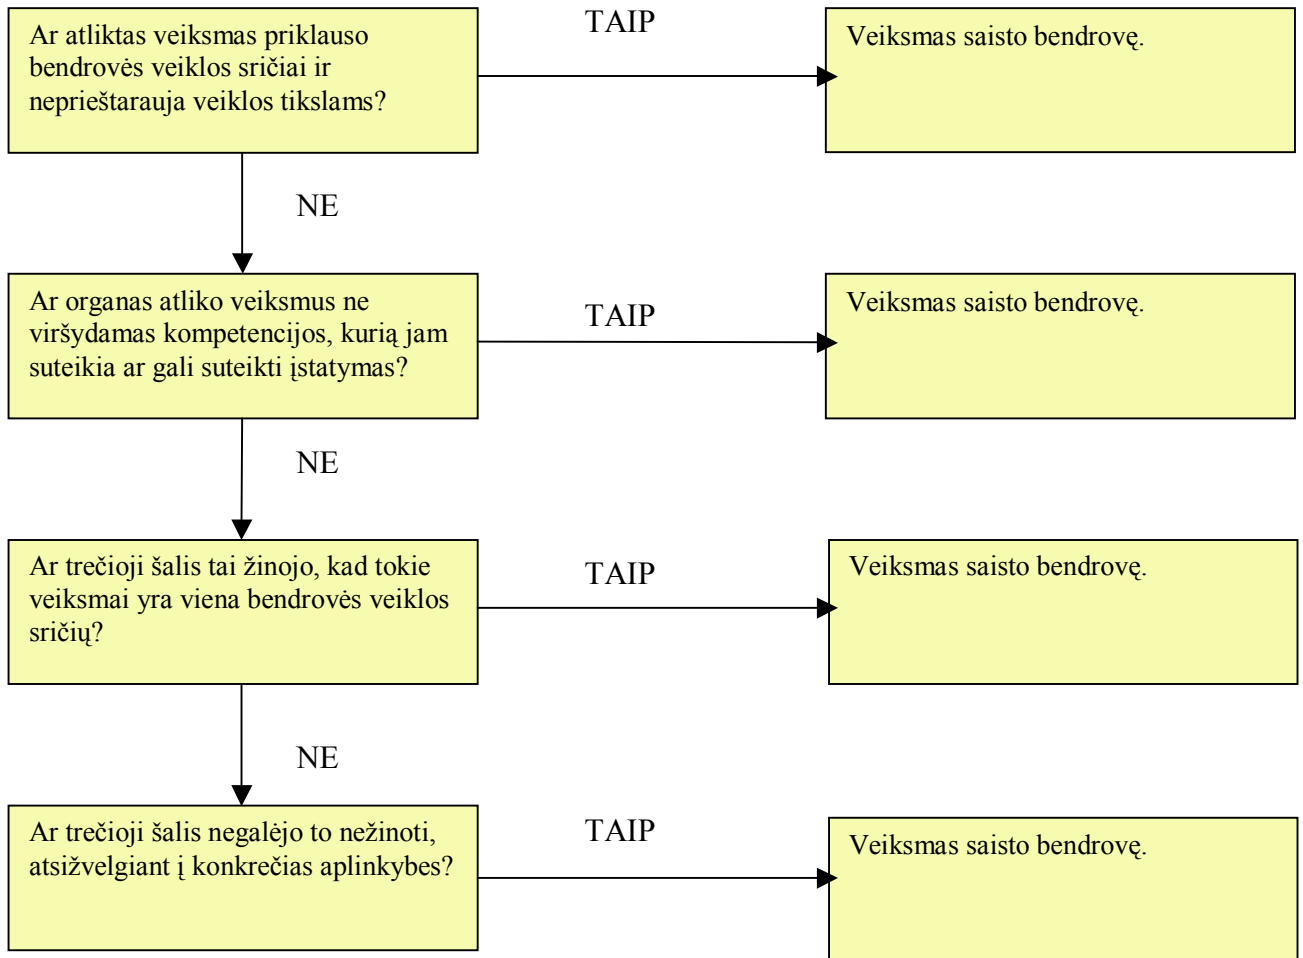 Ar atliktas veiksmas priklauso
bendrovės veiklos sričiai ir
neprieštarauja veiklos tikslams?
TAIP
Veiksmas saisto bendrovę.
NE
Ar organas atliko veiksmus ne
viršydamas kompetencijos, kurią jam
suteikia ar gali suteikti įstatymas?
TAIP
Veiksmas saisto bendrovę.
NE
Ar trečioji šalis tai žinojo, kad tokie
veiksmai yra viena bendrovės veiklos
sričių?
TAIP
Veiksmas saisto bendrovę.
NE
Ar trečioji šalis negalėjo to nežinoti,
atsižvelgiant į konkrečias aplinkybes?
TAIP
Veiksmas saisto bendrovę.